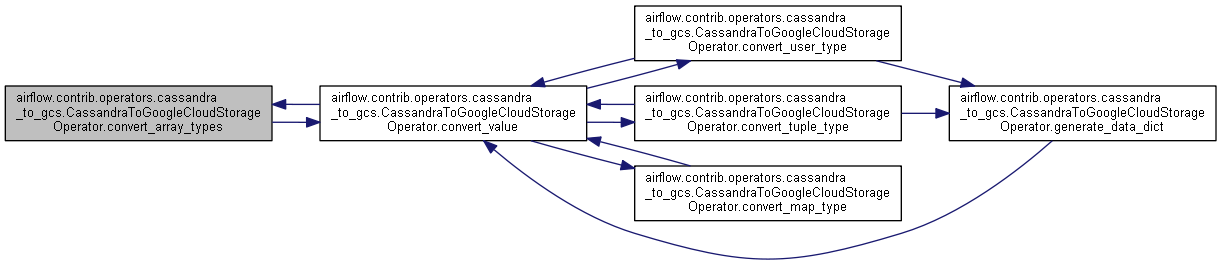 airflow.contrib.operators.cassandra
_to_gcs.CassandraToGoogleCloudStorage
Operator.convert_array_types
airflow.contrib.operators.cassandra
_to_gcs.CassandraToGoogleCloudStorage
Operator.convert_value
airflow.contrib.operators.cassandra
_to_gcs.CassandraToGoogleCloudStorage
Operator.convert_user_type
airflow.contrib.operators.cassandra
_to_gcs.CassandraToGoogleCloudStorage
Operator.convert_tuple_type
airflow.contrib.operators.cassandra
_to_gcs.CassandraToGoogleCloudStorage
Operator.convert_map_type
airflow.contrib.operators.cassandra
_to_gcs.CassandraToGoogleCloudStorage
Operator.generate_data_dict